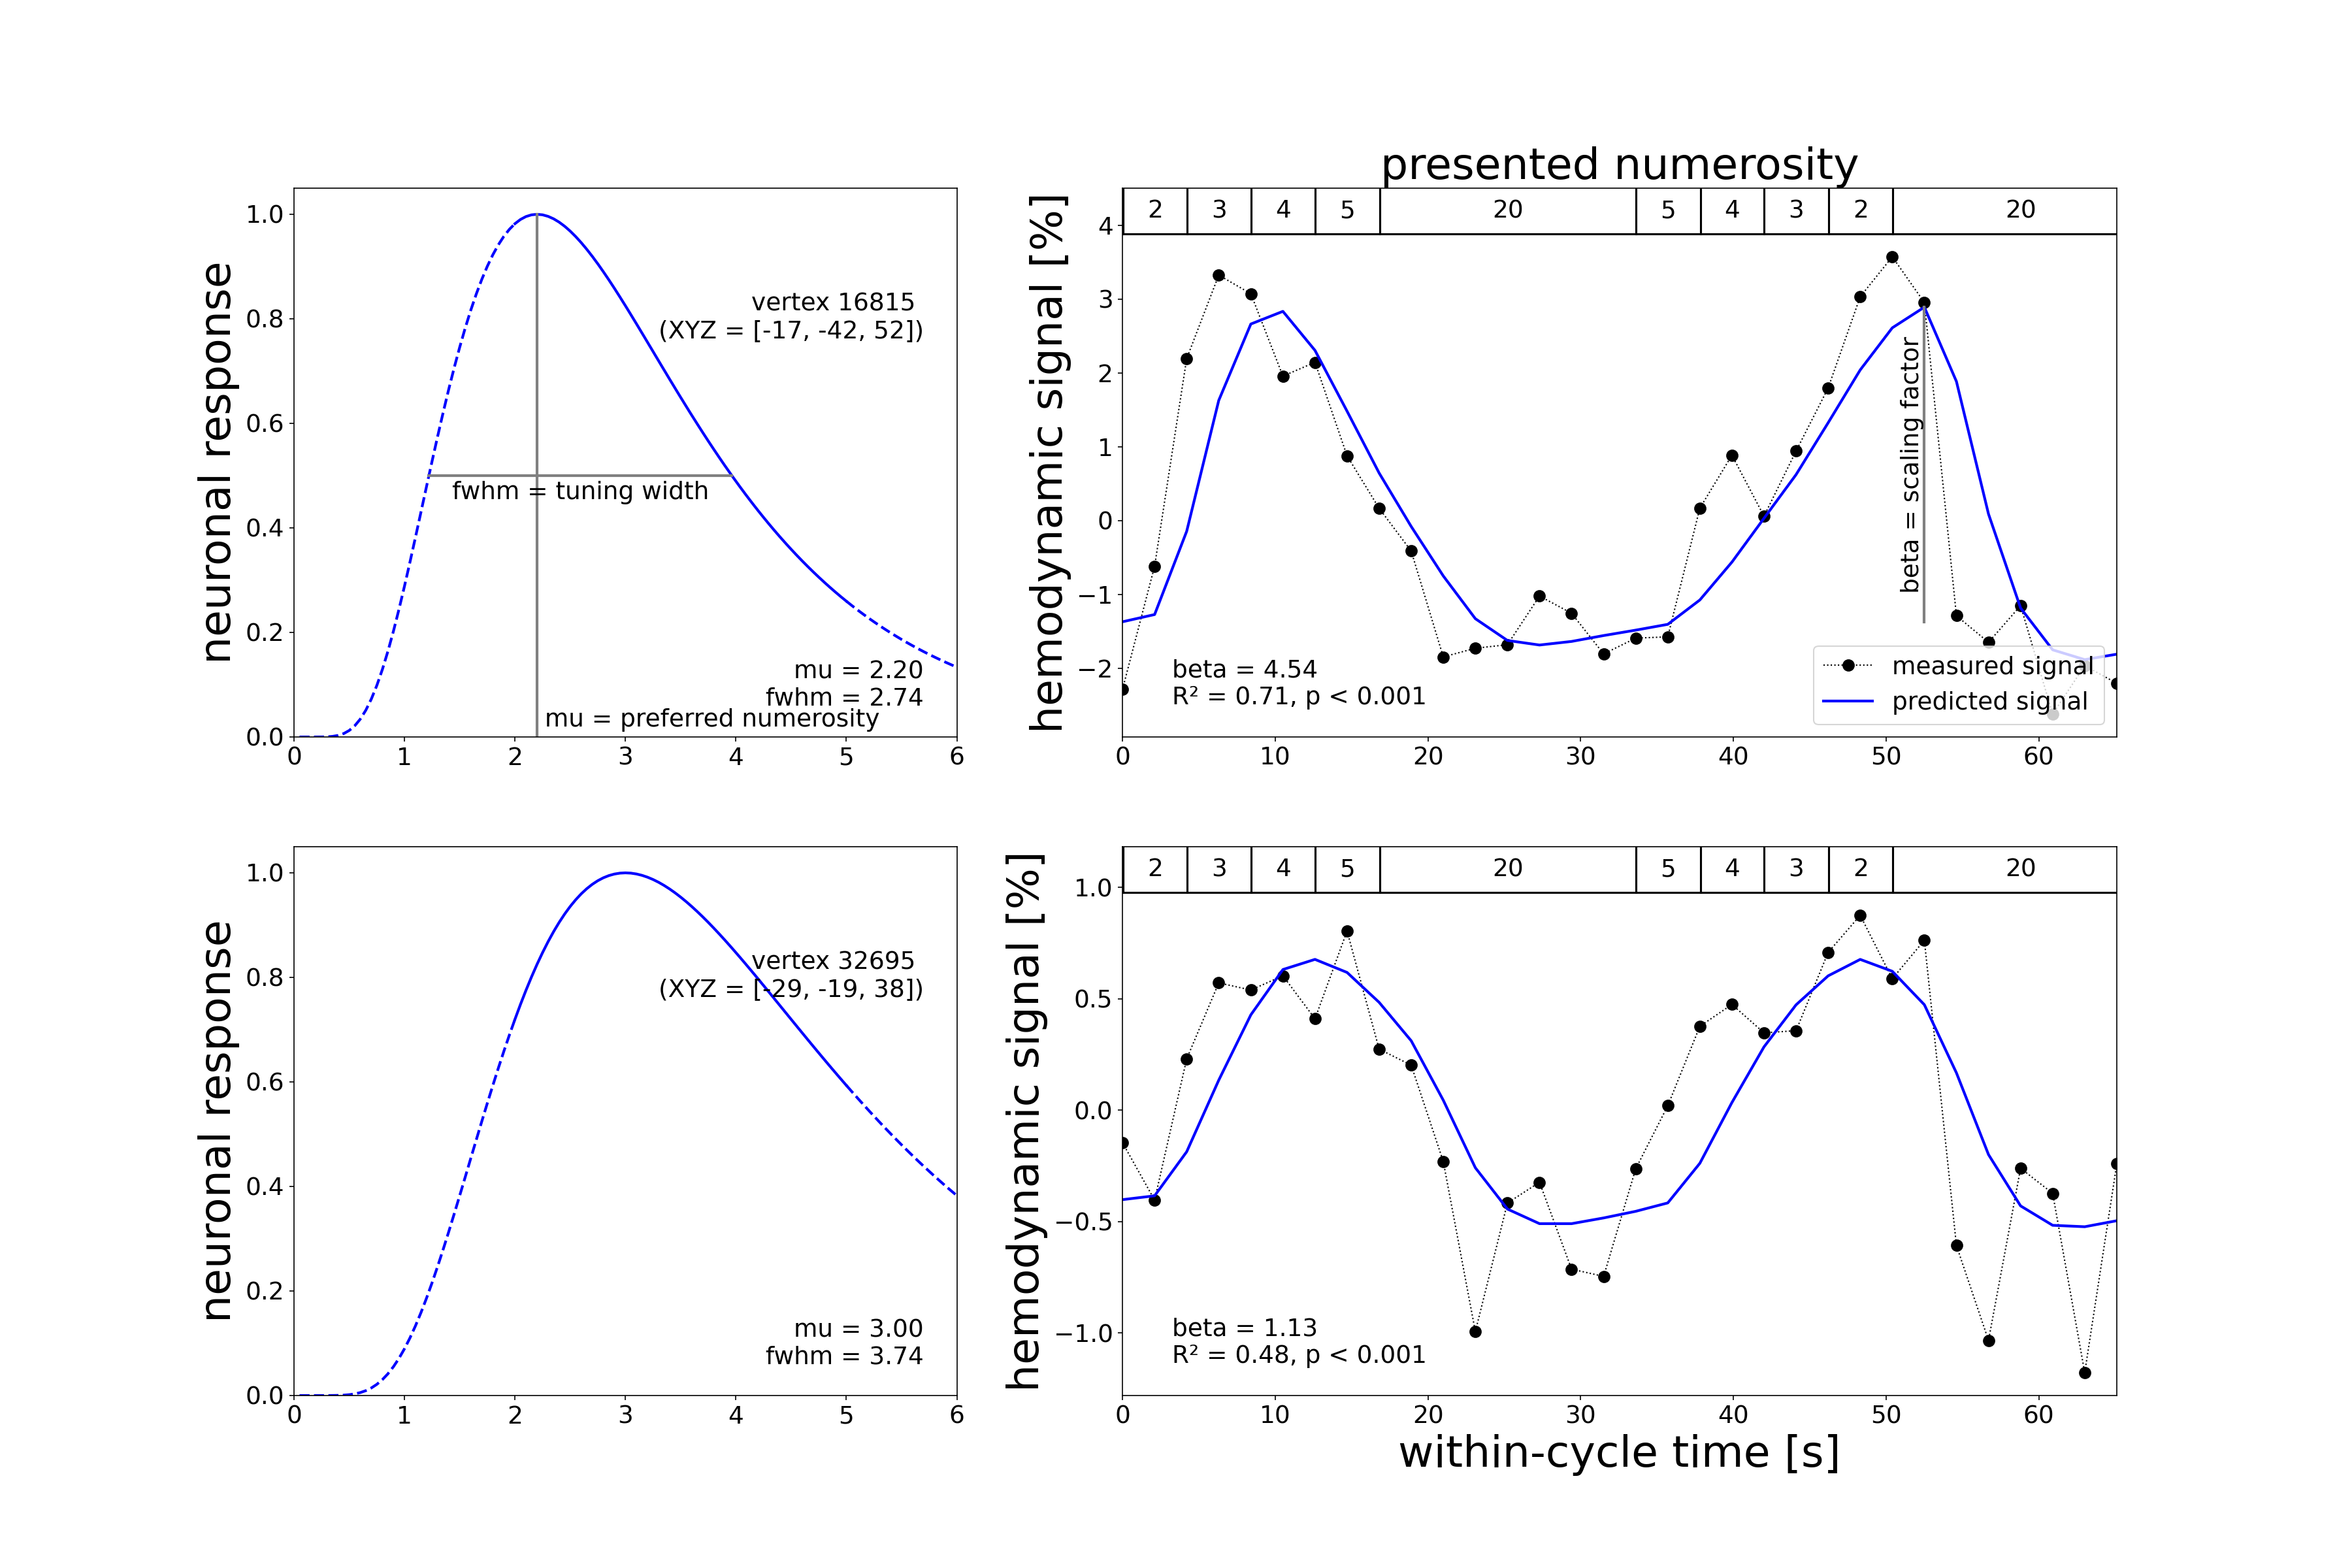 neuronal response
1.0
0.8
0.6
0.4
0.2
0.0
vertex 16815
(XYZ = [-17, -42, 52])
fwhm = tuning width
mu = 2.20
fwhm = 2.74
mu = preferred numerosity
0 1 2 3 4 5 6
presented numerosity
2 3 4 5 20 5 4 3 2 20
hemodynamic signal [%]
4
3
2
1
0
−1
−2
beta = scaling factor
beta = 4.54
R² = 0.71, p < 0.001
measured signal
predicted signal
0 10 20 30 40 50 60
neuronal response
1.0
0.8
0.6
0.4
0.2
0.0
vertex 32695
(XYZ = [-29, -19, 38])
mu = 3.00
fwhm = 3.74
0 1 2 3 4 5 6
2 3 4 5 20 5 4 3 2 20
hemodynamic signal [%]
1.0
0.5
0.0
−0.5
−1.0
beta = 1.13
R² = 0.48, p < 0.001
0 10 20 30 40 50 60
within-cycle time [s]